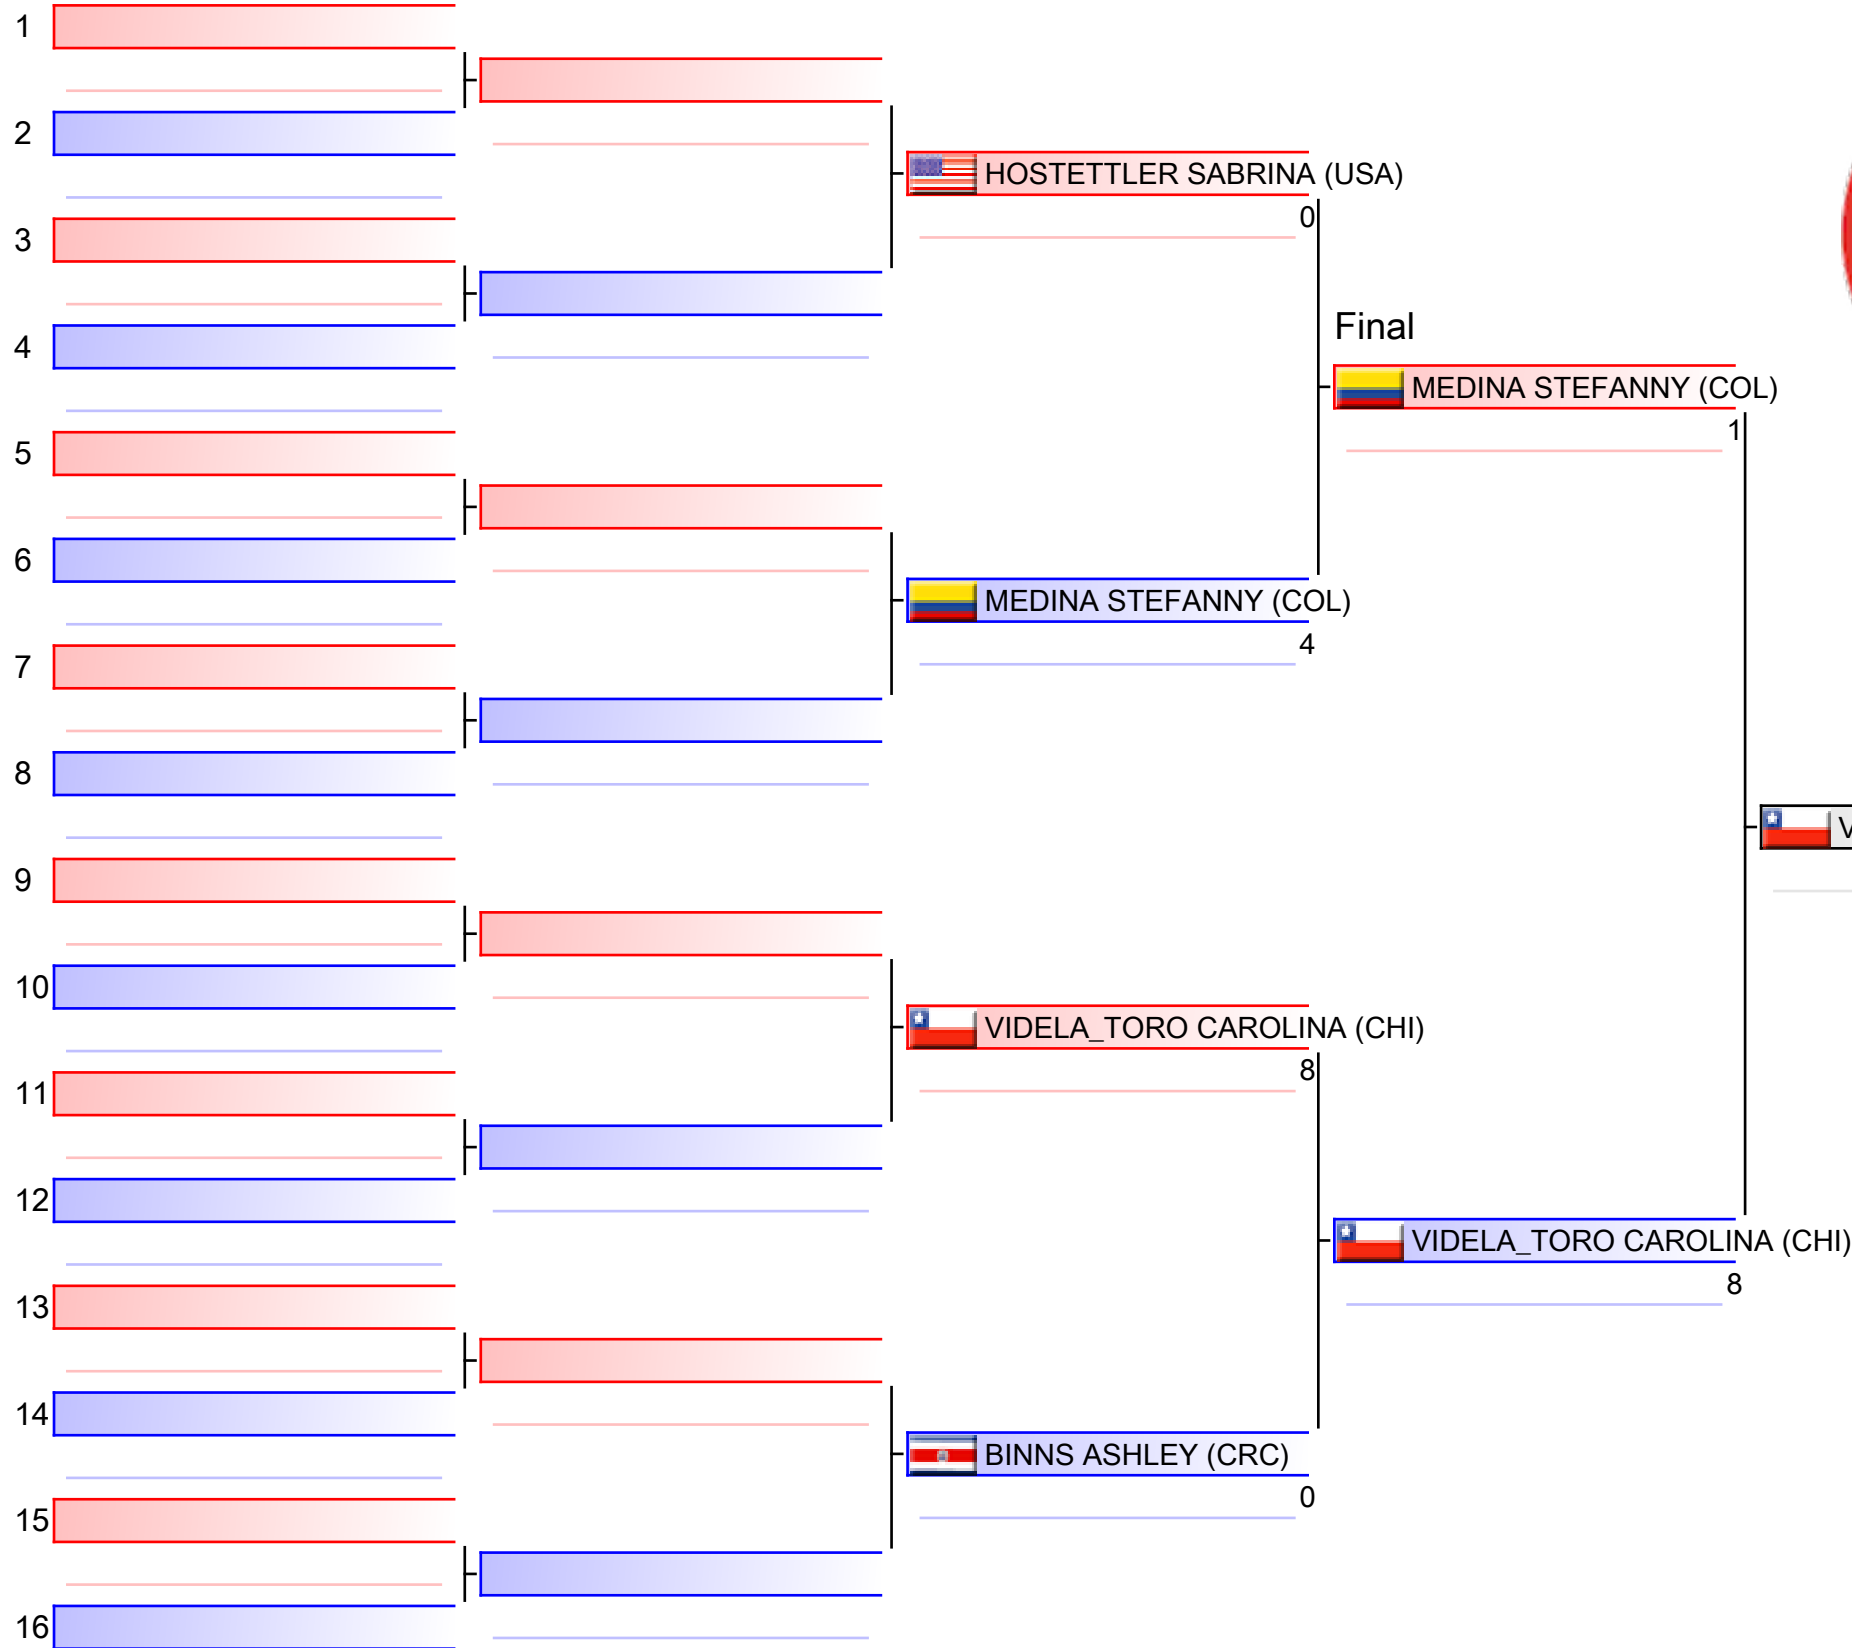 1
2
HOSTETTLER SABRINA (USA)
0
3
Final
4
MEDINA STEFANNY (COL)
1
5
6
MEDINA STEFANNY (COL)
4
7
8
V
9
10
VIDELA_TORO CAROLINA (CHI)
8
11
12
VIDELA_TORO CAROLINA (CHI)
8
13
14
BINNS ASHLEY (CRC)
0
15
16